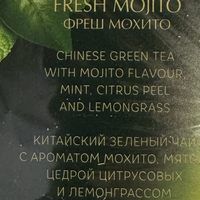 FRESH MOJITO
ФРЕШ МОХИТО
CHINESE GREEN TEA
WITH MOJITO FLAVOUR,
MINT, CITRUS PEEL
AND LEMONGRASS
КИТАЙСКИЙ ЗЕЛЕНЫЙ ЧАЙ
С АРОМАТОМ МОХИТО, МЯТОЙ
ЦЕДРОЙ ЦИТРУСОВЫХ
И ЛЕМОНГРАССОМ